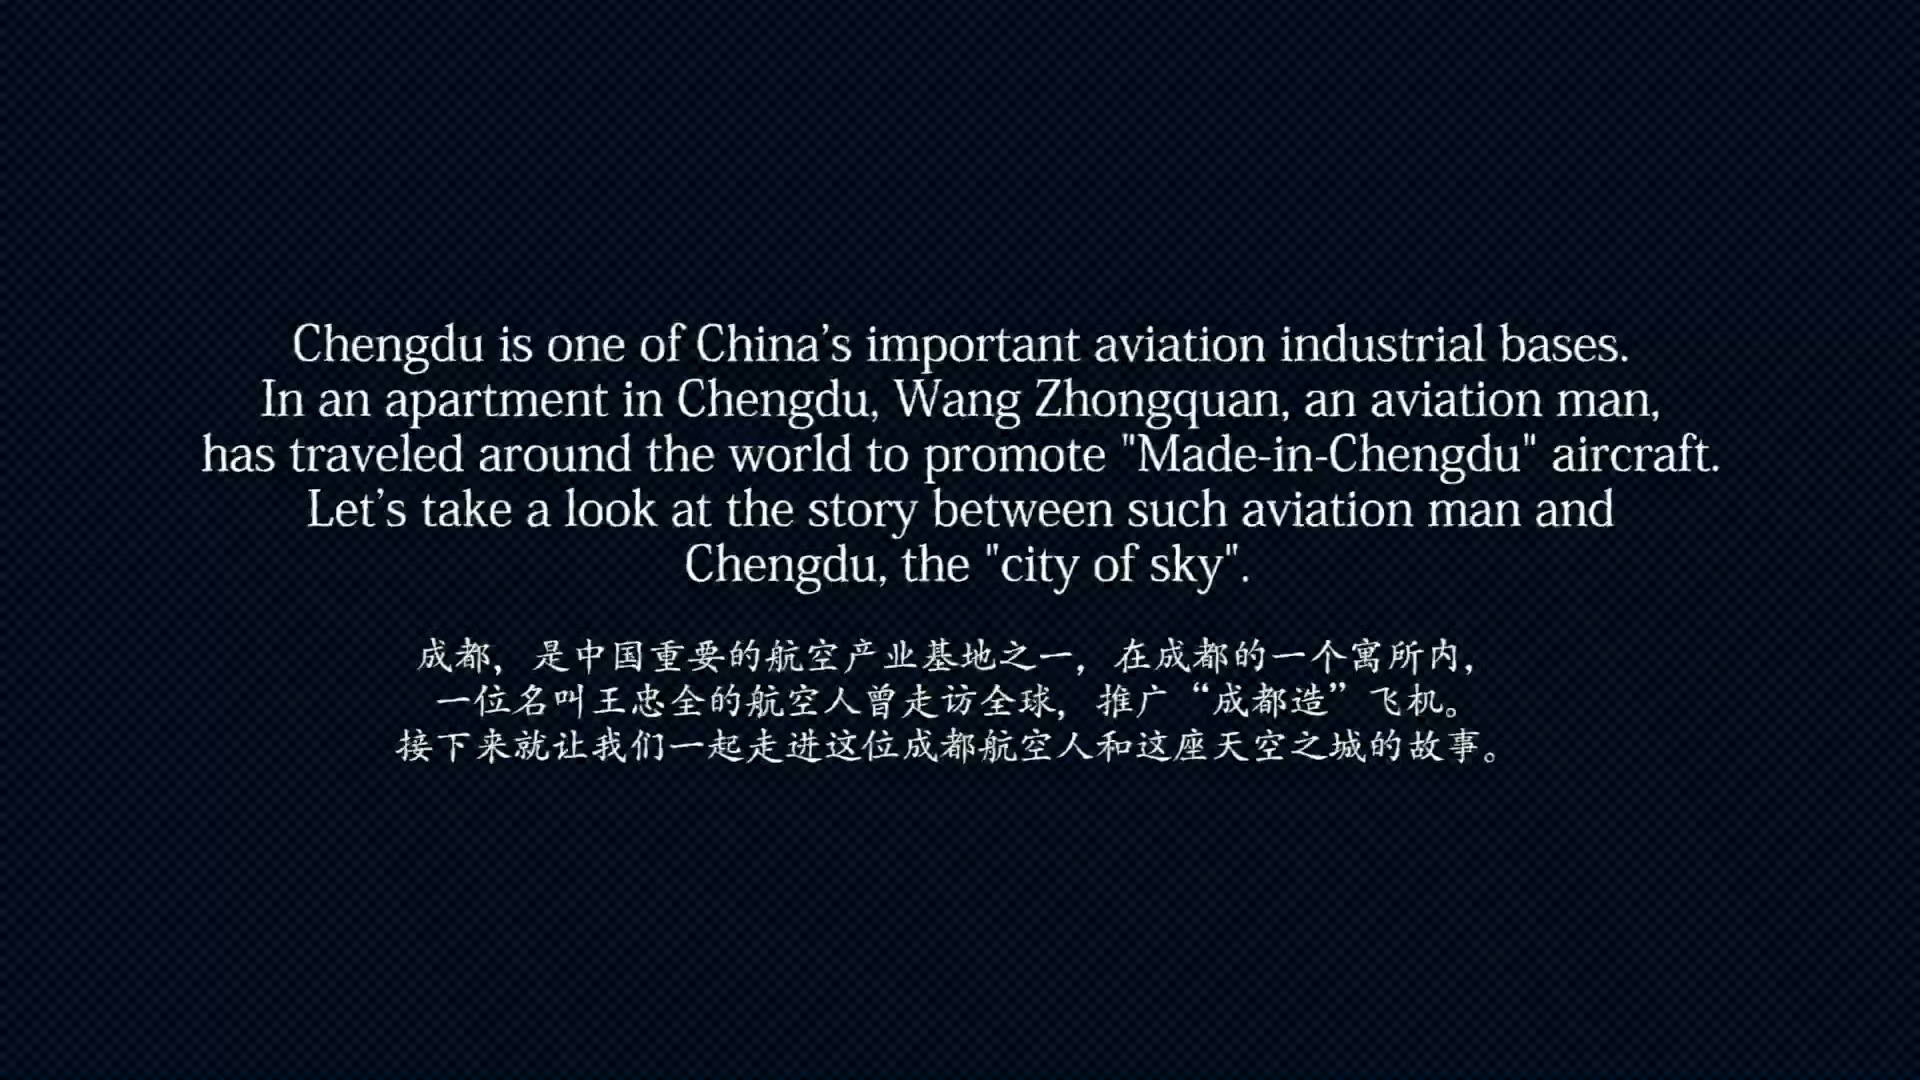 Chengdu is one of China’s important aviation industrial bases.
In an apartment in Chengdu, Wang Zhongquan, an aviation man,
has traveled around the world to promote "Made-in-Chengdu" aircraft.
Let’s take a look at the story between such aviation man and
Chengdu, the "city of sky".
成都，是中国重要的航空产业基地之一，在成都的一个寓所内，
一位名叫王忠全的航空人曾走访全球，推广“成都造”飞机。
接下来就让我们一起走进这位成都航空人和这座天空之城的故事。